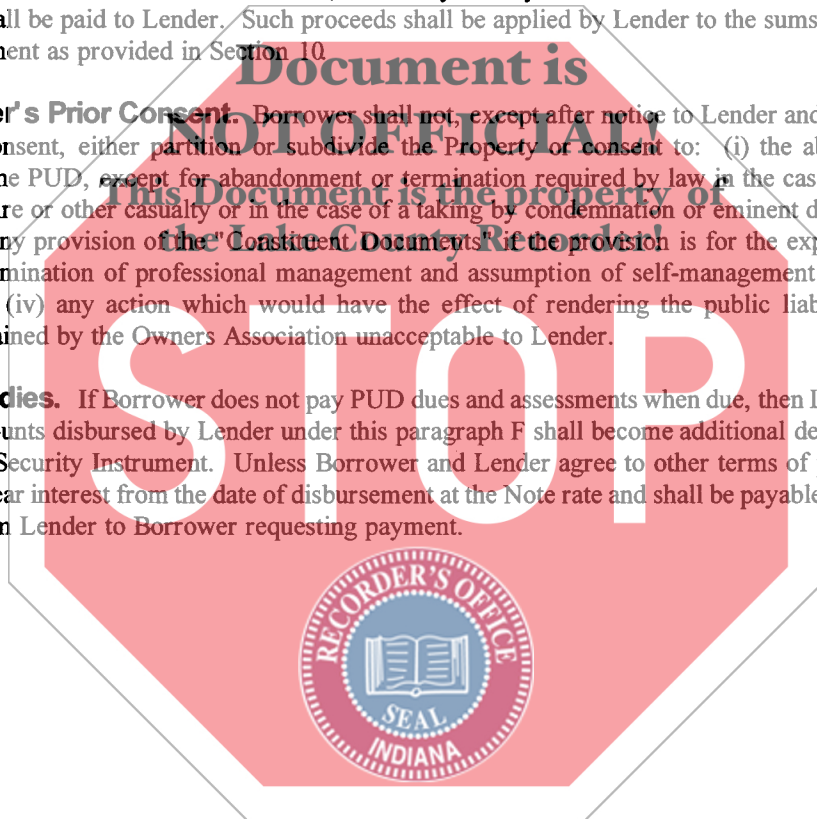 all be paid to Lender. Such proceeds shall be applied by Lender to the sums
nent as provided in Section 10.
Document is
er's Prior Consent. Borrower shall not, except after notice to Lender and
NOT OFFICIAL!
onsent, either partition or subdivide the Property or consent to: (i) the ab
ne PUD, except for abandonment or termination required by law in the cas
This Document is the property of
re or other casualty or in the case of a taking by condemnation or eminent d
the Lake County Recorder!
ny provision of the "Constituent Documents" if the provision is for the exp
mination of professional management and assumption of self-management
(iv) any action which would have the effect of rendering the public liab
ained by the Owners Association unacceptable to Lender.
STOP
dies. If Borrower does not pay PUD dues and assessments when due, then L
unts disbursed by Lender under this paragraph F shall become additional de
Security Instrument. Unless Borrower and Lender agree to other terms of
ear interest from the date of disbursement at the Note rate and shall be payable
n Lender to Borrower requesting payment.
RECORDER'S OFFICE
SEAL
INDIANA